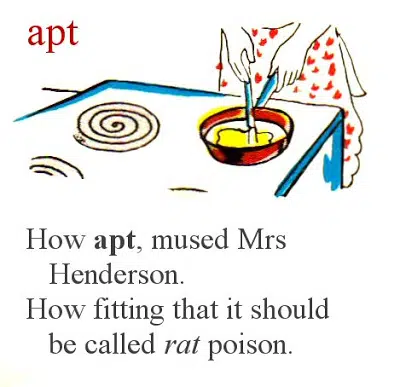 apt
How apt, mused Mrs
Henderson.
How fitting that it should
be called rat poison.